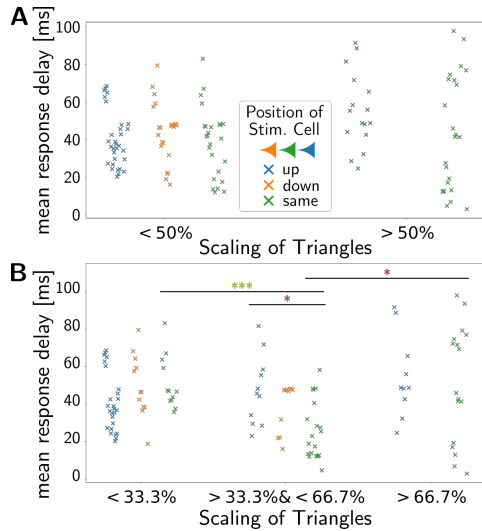 A
mean response delay [ms]
100
80
60
40
20
0
Position of
Stim. Cell
up
down
same
< 50%
> 50%
Scaling of Triangles
B
mean response delay [ms]
100
80
60
40
20
0
***
*
*
< 33.3%
> 33.3%& < 66.7%
> 66.7%
Scaling of Triangles